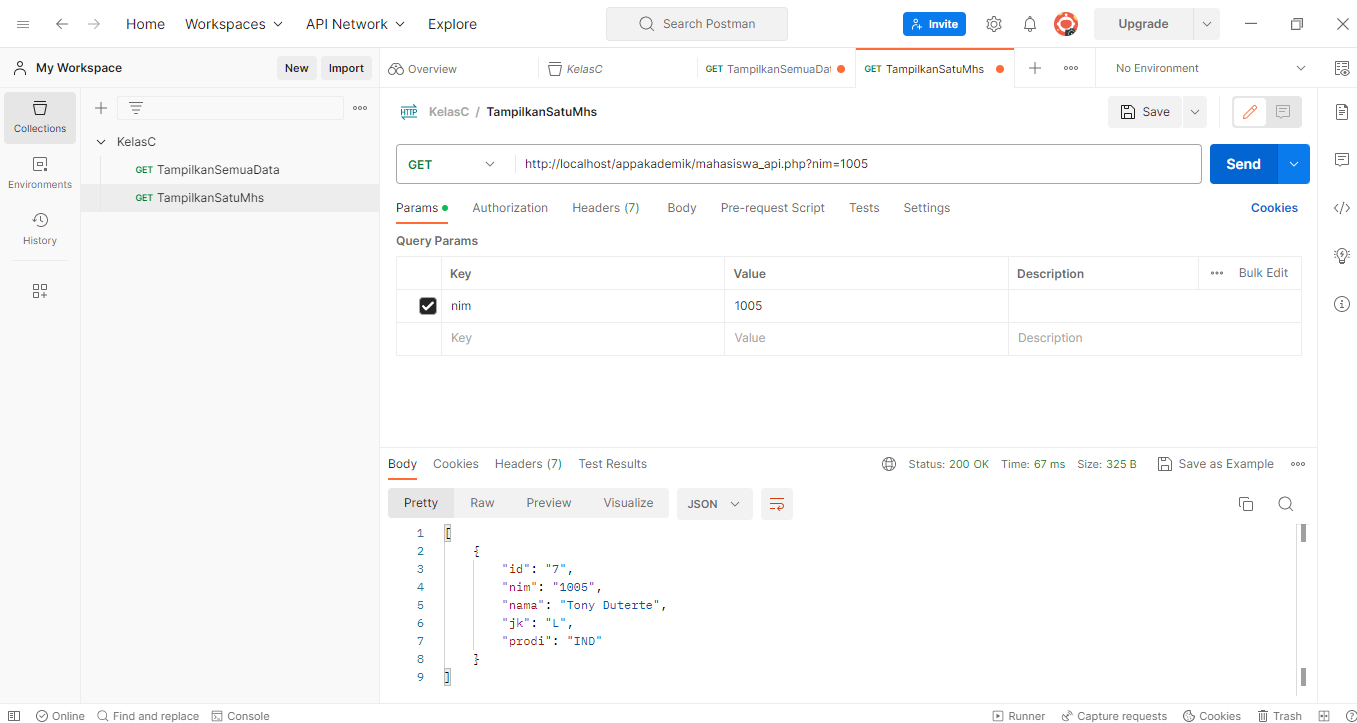 Home Workspaces API Network Explore Search Postman Invite Upgrade
My Workspace New Import Overview KelasC GET TampilkanSemuaDat GET TampilkanSatuMhs No Environment
Collections
Environments
History
KelasC
GET TampilkanSemuaData
GET TampilkanSatuMhs
HTTP KelasC / TampilkanSatuMhs Save
GET http://localhost/appakademik/mahasiswa_api.php?nim=1005 Send
Params Authorization Headers (7) Body Pre-request Script Tests Settings Cookies
Query Params
Key Value Description Bulk Edit
nim 1005
Key Value Description
Body Cookies Headers (7) Test Results Status: 200 OK Time: 67 ms Size: 325 B Save as Example
Pretty Raw Preview Visualize JSON
1 [
2 {
3 "id": "7",
4 "nim": "1005",
5 "nama": "Tony Duterte",
6 "jk": "L",
7 "prodi": "IND"
8 }
9 ]
Online Find and replace Console Runner Capture requests Cookies Trash